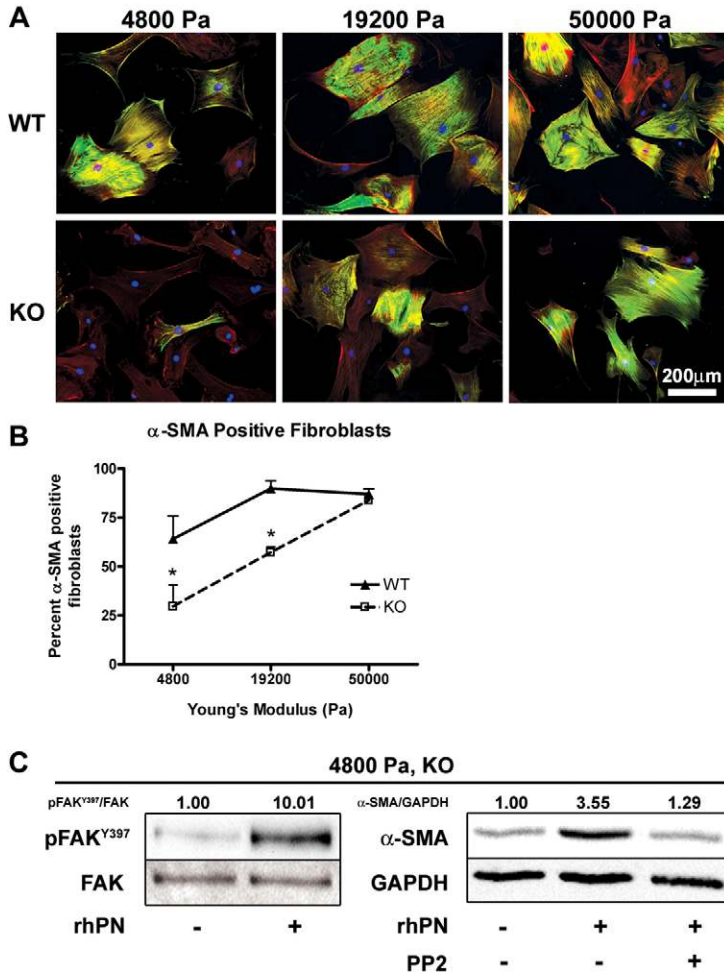 A
4800 Pa 19200 Pa 50000 Pa
WT
KO
200μm
B
α-SMA Positive Fibroblasts
Percent α-SMA positive
fibroblasts
100
75
50
25
0
*
*
WT
KO
4800 19200 50000
Young's Modulus (Pa)
C
4800 Pa, KO
pFAKY397/FAK 1.00 10.01
pFAKY397
FAK
rhPN - +
α-SMA/GAPDH 1.00 3.55 1.29
α-SMA
GAPDH
rhPN - + +
PP2 - - +